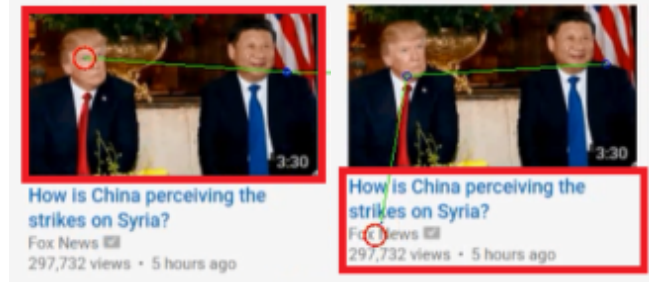 3:30
How is China perceiving the
strikes on Syria?
Fox News
297,732 views • 5 hours ago
3:30
How is China perceiving the
strikes on Syria?
Fox News
297,732 views • 5 hours ago